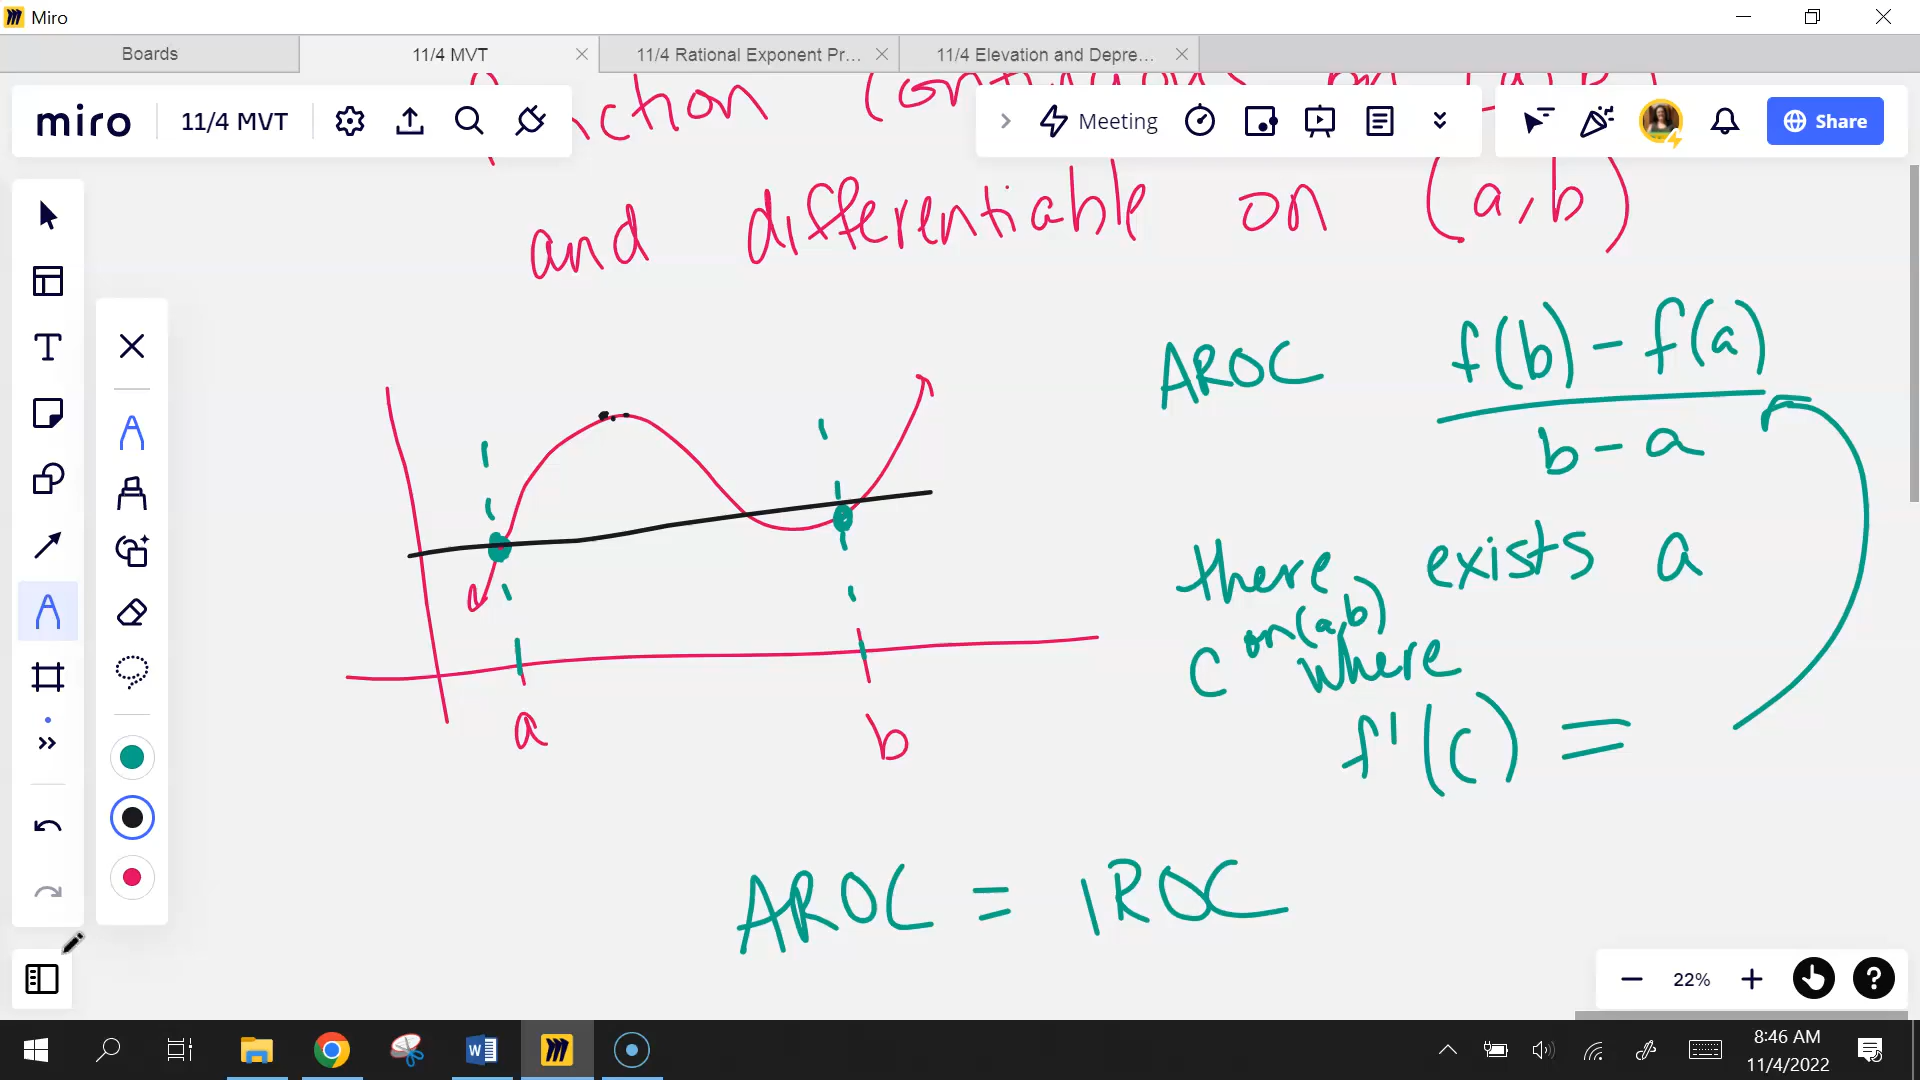 Miro
Boards
11/4 MVT
11/4 Rational Exponent Pr...
11/4 Elevation and Depre...
miro
11/4 MVT
Meeting
Share
and differentiable on (a,b)
AROC
f(b) - f(a)
b - a
there exists a
c on (a,b) where
f'(c) =
a
b
AROC = IROC
22%
8:46 AM
11/4/2022